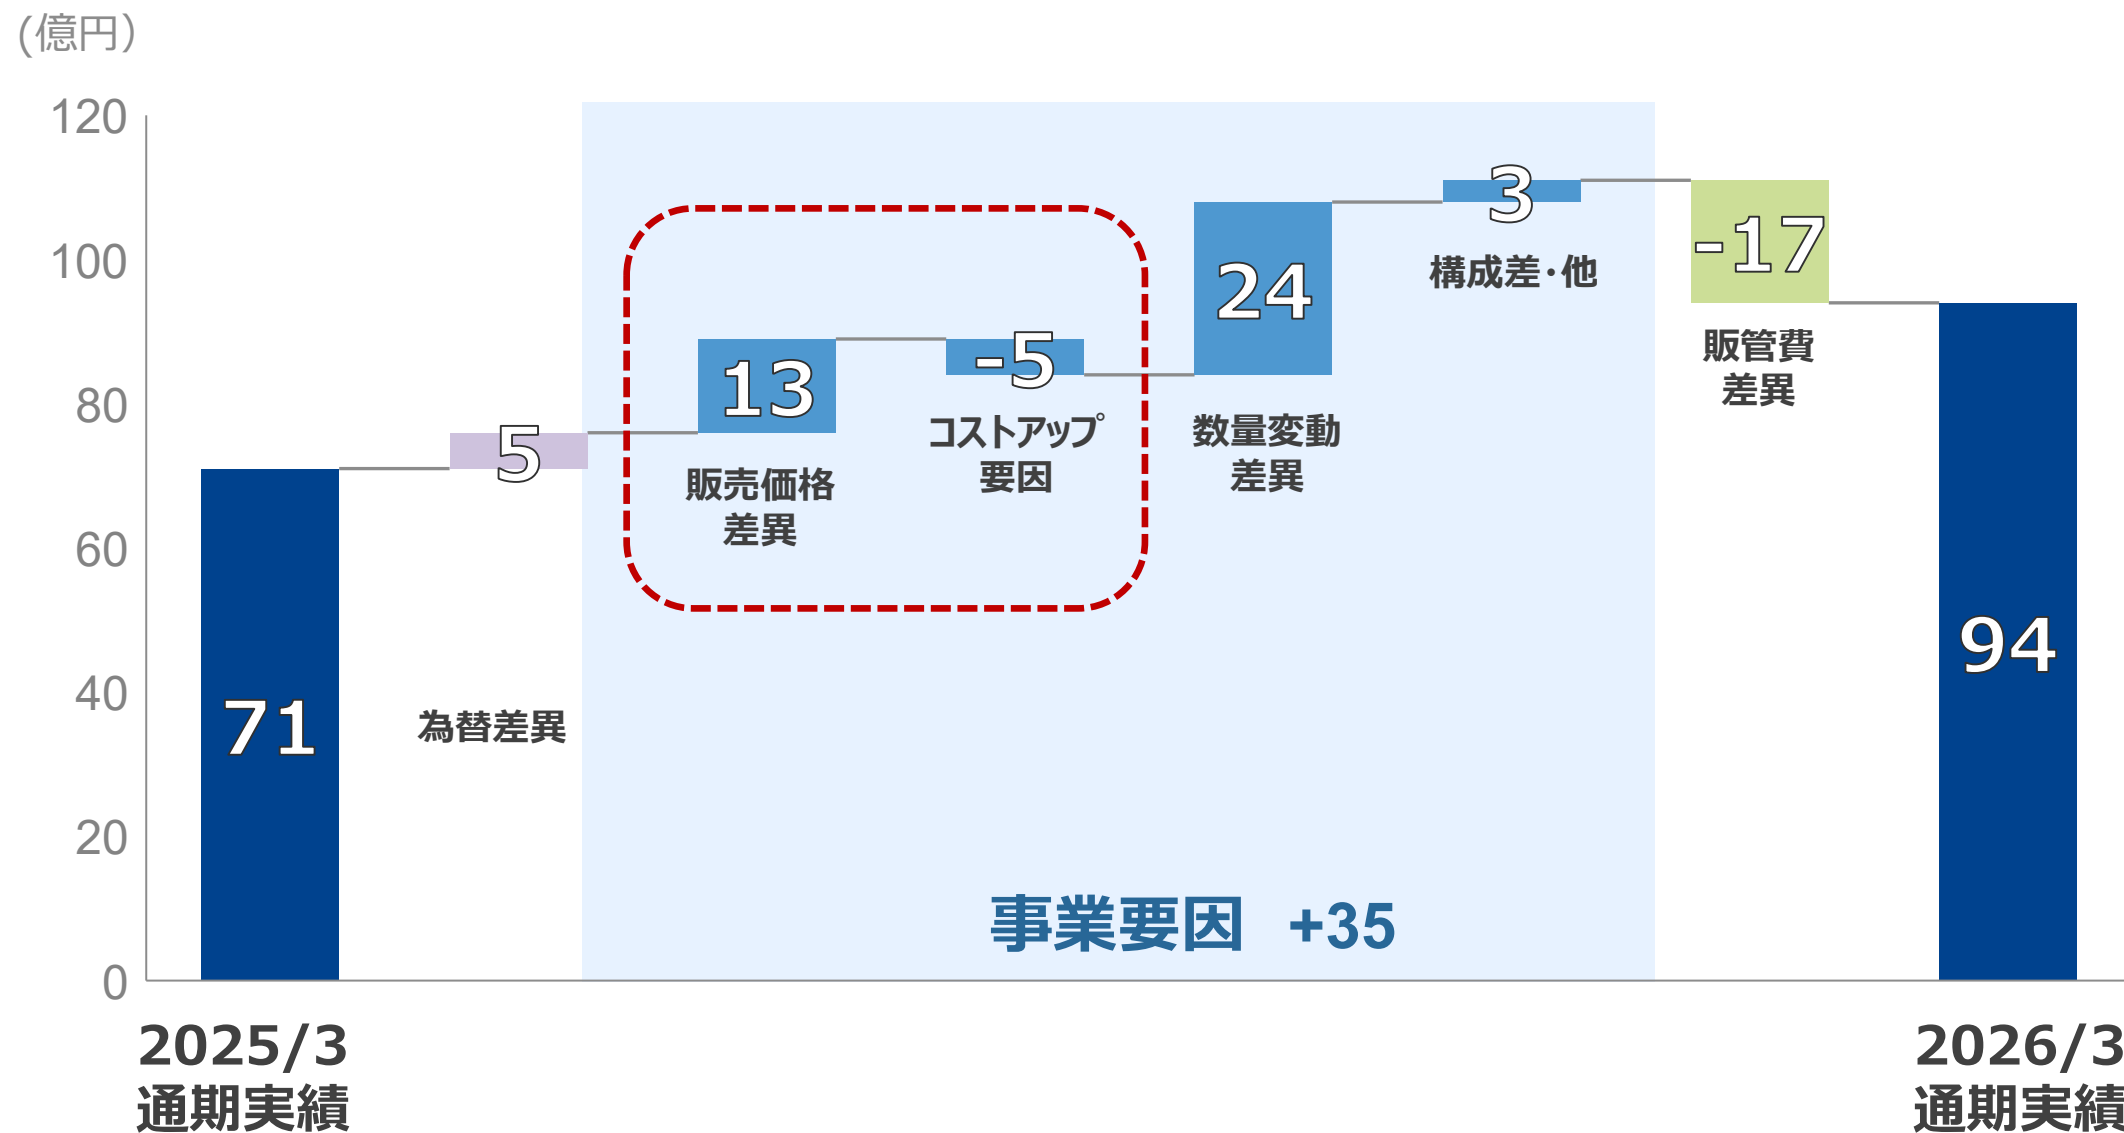 (億円）
120
100
80
60
40
20
0
71
5
為替差異
13
販売価格
差異
-5
コストアップ
要因
24
数量変動
差異
3
構成差・他
-17
販管費
差異
94
事業要因 +35
2025/3
通期実績
2026/3
通期実績